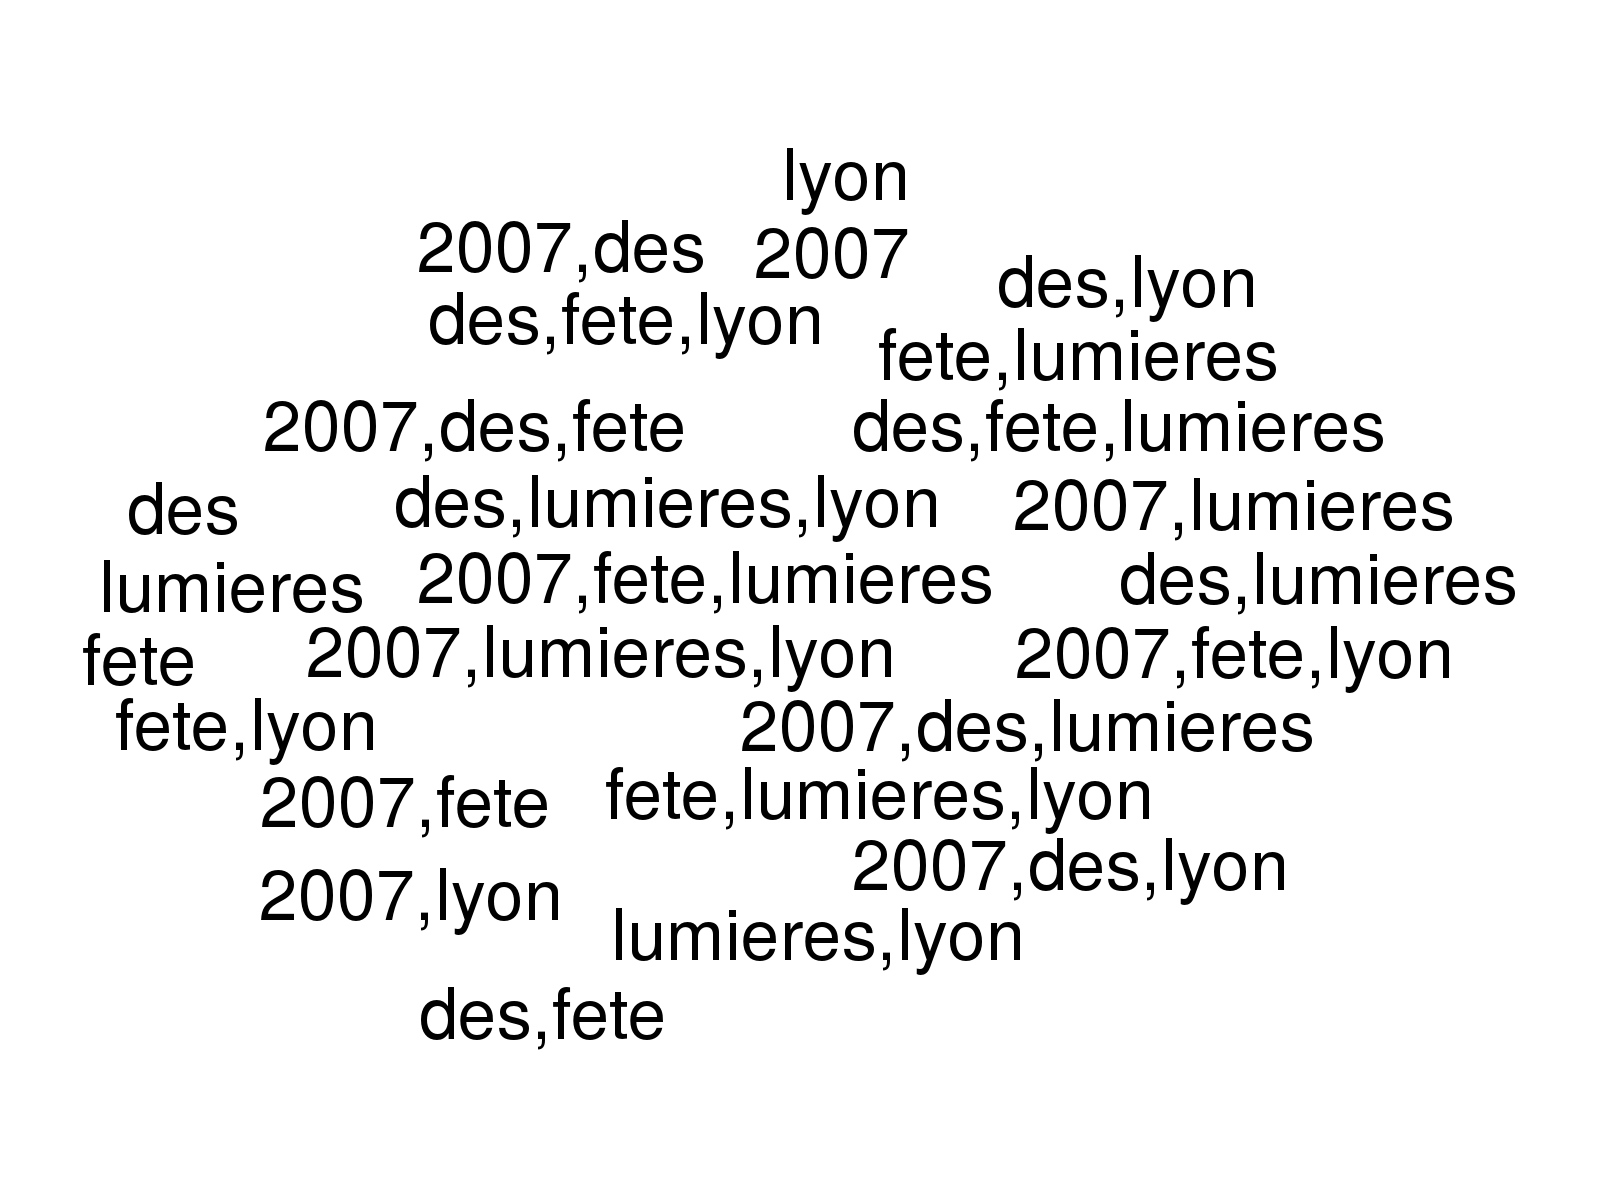 lyon
2007,des
2007
des,lyon
des,fete,lyon
fete,lumieres
2007,des,fete
des,fete,lumieres
des
des,lumieres,lyon
2007,lumieres
lumieres
2007,fete,lumieres
des,lumieres
fete
2007,lumieres,lyon
2007,fete,lyon
fete,lyon
2007,des,lumieres
2007,fete
fete,lumieres,lyon
2007,des,lyon
2007,lyon
lumieres,lyon
des,fete